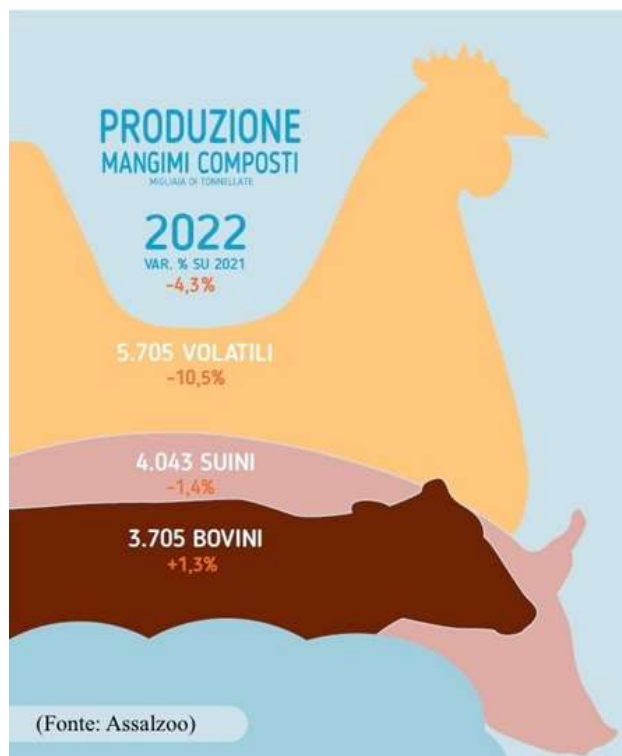 PRODUZIONE
MANGIMI COMPOSTI
MIGLIAIA DI TONNELLATE
2022
VAR. % SU 2021
-4,3%
5.705 VOLATILI
-10,5%
4.043 SUINI
-1,4%
3.705 BOVINI
+1,3%
(Fonte: Assalzoo)